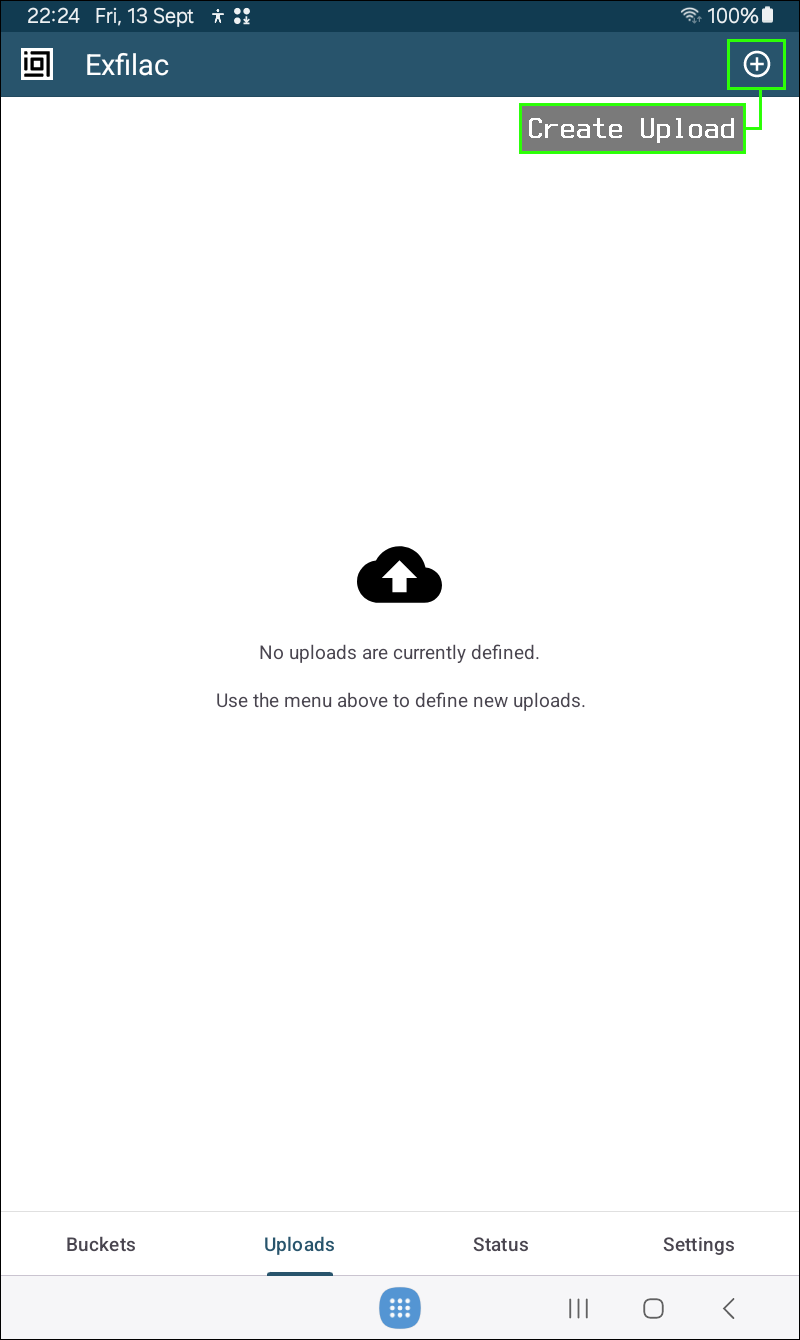 22:24 Fri, 13 Sept 100%
Exfilac
Create Upload
No uploads are currently defined.
Use the menu above to define new uploads.
Buckets Uploads Status Settings